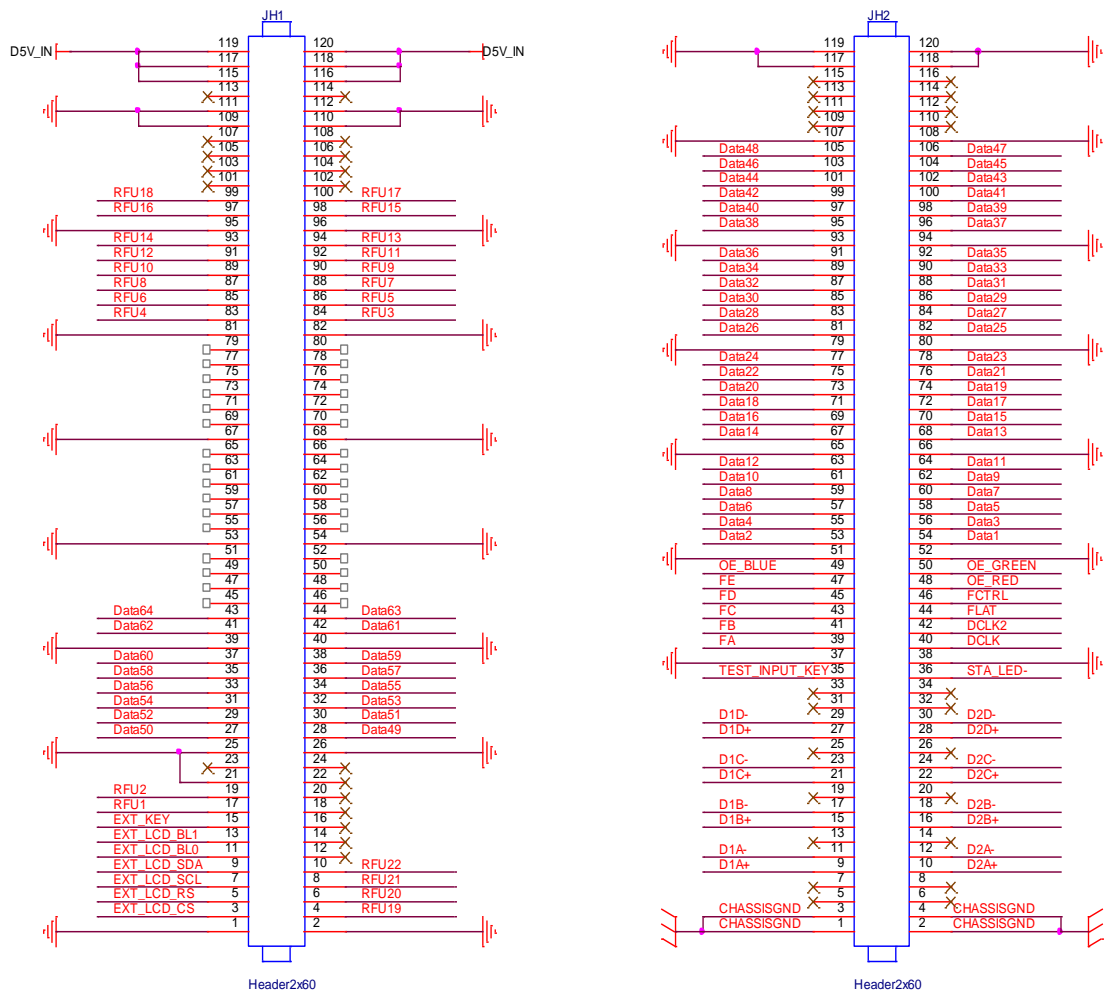 JH1
D5V_IN 119 120 D5V_IN
117 118
115 116
113 114
111 112
109 110
107 108
105 106
103 104
101 102
RFU18 99 100 RFU17
RFU16 97 98 RFU15
95 96
RFU14 93 94 RFU13
RFU12 91 92 RFU11
RFU10 89 90 RFU9
RFU8 87 88 RFU7
RFU6 85 86 RFU5
RFU4 83 84 RFU3
81 82
79 80
77 78
75 76
73 74
71 72
69 70
67 68
65 66
63 64
61 62
59 60
57 58
55 56
53 54
51 52
49 50
47 48
45 46
Data64 43 44 Data63
Data62 41 42 Data61
39 40
Data60 37 38 Data59
Data58 35 36 Data57
Data56 33 34 Data55
Data54 31 32 Data53
Data52 29 30 Data51
Data50 27 28 Data49
25 26
23 24
21 22
RFU2 19 20
RFU1 17 18
EXT_KEY 15 16
EXT_LCD_BL1 13 14
EXT_LCD_BL0 11 12
EXT_LCD_SDA 9 10 RFU22
EXT_LCD_SCL 7 8 RFU21
EXT_LCD_RS 5 6 RFU20
EXT_LCD_CS 3 4 RFU19
1 2
Header2x60
JH2
119 120
117 118
115 116
113 114
111 112
109 110
107 108
Data48 105 106 Data47
Data46 103 104 Data45
Data44 101 102 Data43
Data42 99 100 Data41
Data40 97 98 Data39
Data38 95 96 Data37
93 94
Data36 91 92 Data35
Data34 89 90 Data33
Data32 87 88 Data31
Data30 85 86 Data29
Data28 83 84 Data27
Data26 81 82 Data25
79 80
Data24 77 78 Data23
Data22 75 76 Data21
Data20 73 74 Data19
Data18 71 72 Data17
Data16 69 70 Data15
Data14 67 68 Data13
65 66
Data12 63 64 Data11
Data10 61 62 Data9
Data8 59 60 Data7
Data6 57 58 Data5
Data4 55 56 Data3
Data2 53 54 Data1
51 52
OE_BLUE 49 50 OE_GREEN
FE 47 48 OE_RED
FD 45 46 FCTRL
FC 43 44 FLAT
FB 41 42 DCLK2
FA 39 40 DCLK
37 38
TEST_INPUT_KEY 35 36 STA_LED-
33 34
31 32
D1D- 29 30 D2D-
D1D+ 27 28 D2D+
25 26
D1C- 23 24 D2C-
D1C+ 21 22 D2C+
19 20
D1B- 17 18 D2B-
D1B+ 15 16 D2B+
13 14
D1A- 11 12 D2A-
D1A+ 9 10 D2A+
7 8
5 6
CHASSISGND 3 4 CHASSISGND
CHASSISGND 1 2 CHASSISGND
Header2x60